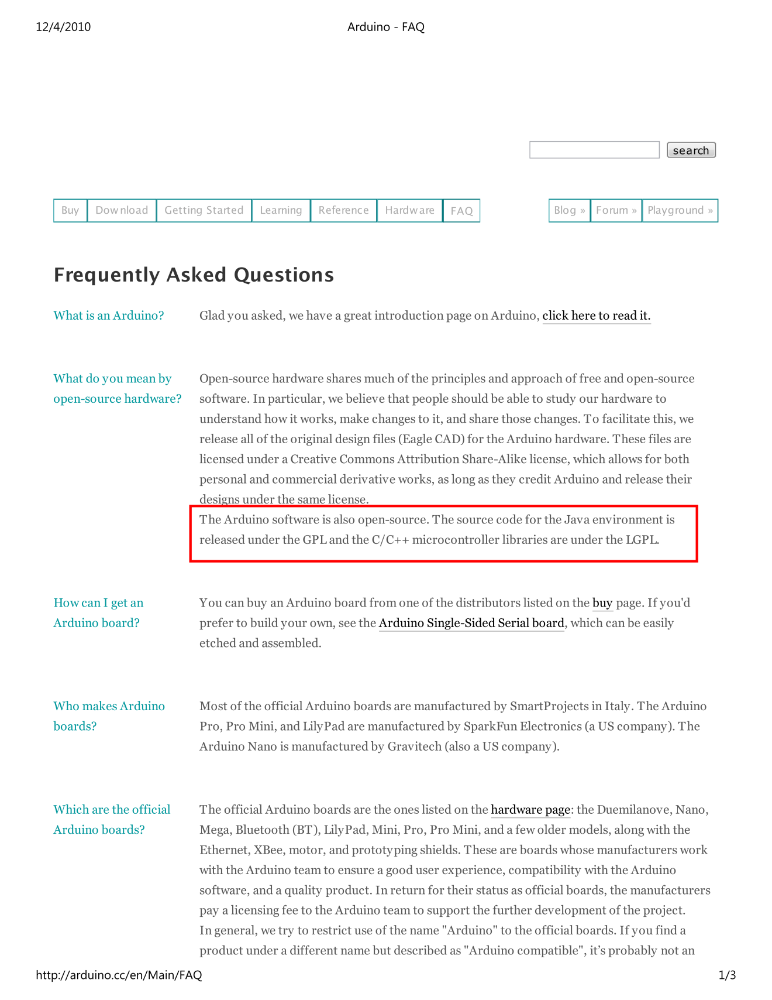 12/4/2010 Arduino - FAQ
search
Buy Download Getting Started Learning Reference Hardware FAQ Blog » Forum » Playground »
Frequently Asked Questions
What is an Arduino? Glad you asked, we have a great introduction page on Arduino, click here to read it.
What do you mean by
open-source hardware?
Open-source hardware shares much of the principles and approach of free and open-source
software. In particular, we believe that people should be able to study our hardware to
understand how it works, make changes to it, and share those changes. To facilitate this, we
release all of the original design files (Eagle CAD) for the Arduino hardware. These files are
licensed under a Creative Commons Attribution Share-Alike license, which allows for both
personal and commercial derivative works, as long as they credit Arduino and release their
designs under the same license.
The Arduino software is also open-source. The source code for the Java environment is
released under the GPL and the C/C++ microcontroller libraries are under the LGPL.
How can I get an
Arduino board?
You can buy an Arduino board from one of the distributors listed on the buy page. If you'd
prefer to build your own, see the Arduino Single-Sided Serial board, which can be easily
etched and assembled.
Who makes Arduino
boards?
Most of the official Arduino boards are manufactured by SmartProjects in Italy. The Arduino
Pro, Pro Mini, and LilyPad are manufactured by SparkFun Electronics (a US company). The
Arduino Nano is manufactured by Gravitech (also a US company).
Which are the official
Arduino boards?
The official Arduino boards are the ones listed on the hardware page: the Duemilanove, Nano,
Mega, Bluetooth (BT), LilyPad, Mini, Pro, Pro Mini, and a few older models, along with the
Ethernet, XBee, motor, and prototyping shields. These are boards whose manufacturers work
with the Arduino team to ensure a good user experience, compatibility with the Arduino
software, and a quality product. In return for their status as official boards, the manufacturers
pay a licensing fee to the Arduino team to support the further development of the project.
In general, we try to restrict use of the name "Arduino" to the official boards. If you find a
product under a different name but described as "Arduino compatible", it’s probably not an
http://arduino.cc/en/Main/FAQ 1/3